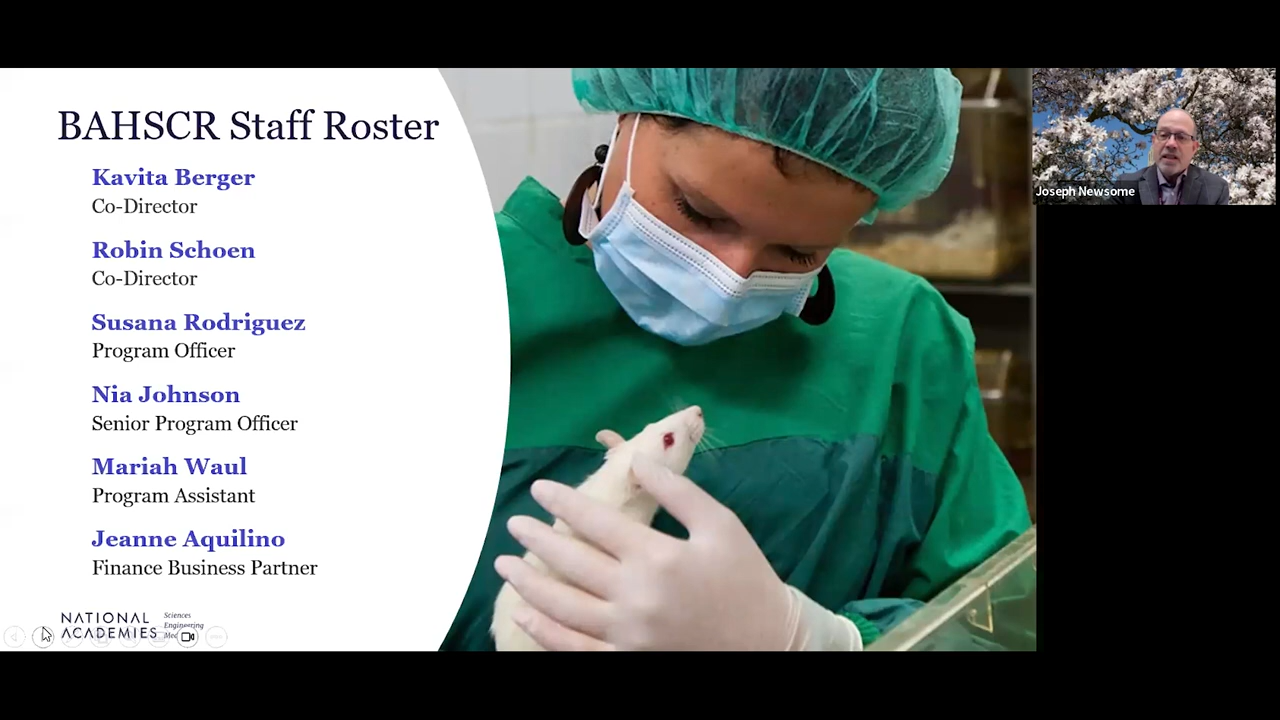 BAHSCR Staff Roster
Kavita Berger
Co-Director
Robin Schoen
Co-Director
Susana Rodriguez
Program Officer
Nia Johnson
Senior Program Officer
Mariah Waul
Program Assistant
Jeanne Aquilino
Finance Business Partner
NATIONAL
ACADEMIES
Sciences
Engineering
Joseph Newsome